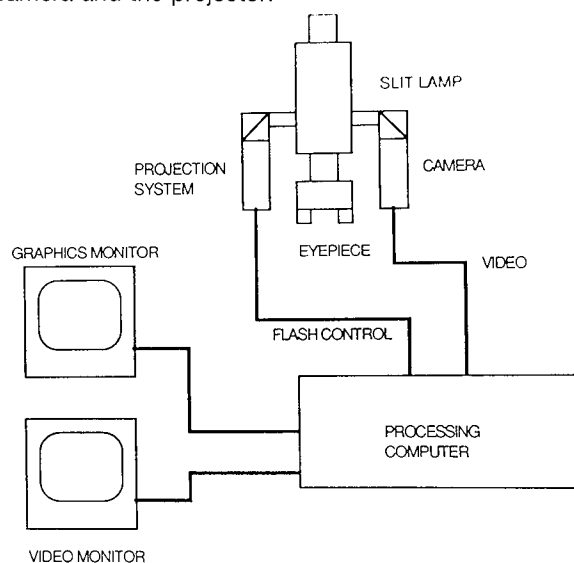 camera and the projector.
SLIT LAMP
PROJECTION
SYSTEM
CAMERA
EYEPIECE
GRAPHICS MONITOR
VIDEO
FLASH CONTROL
PROCESSING
COMPUTER
VIDEO MONITOR